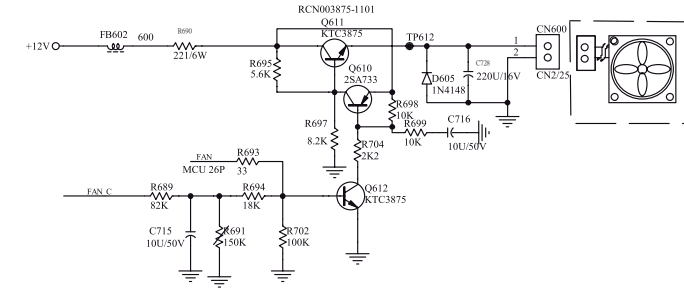 RCN003875-1101
Q611
KTC3875
+12V
FB602
600
R690
221/6W
TP612
1
2
CN600
CN2/25
R695
5.6K
Q610
2SA733
D605
1N4148
C728
220U/16V
R698
10K
R697
8.2K
R699
10K
C716
10U/50V
R704
2K2
FAN
MCU 26P
R693
33
FAN_C
R689
82K
R694
18K
Q612
KTC3875
C715
10U/50V
R691
150K
R702
100K